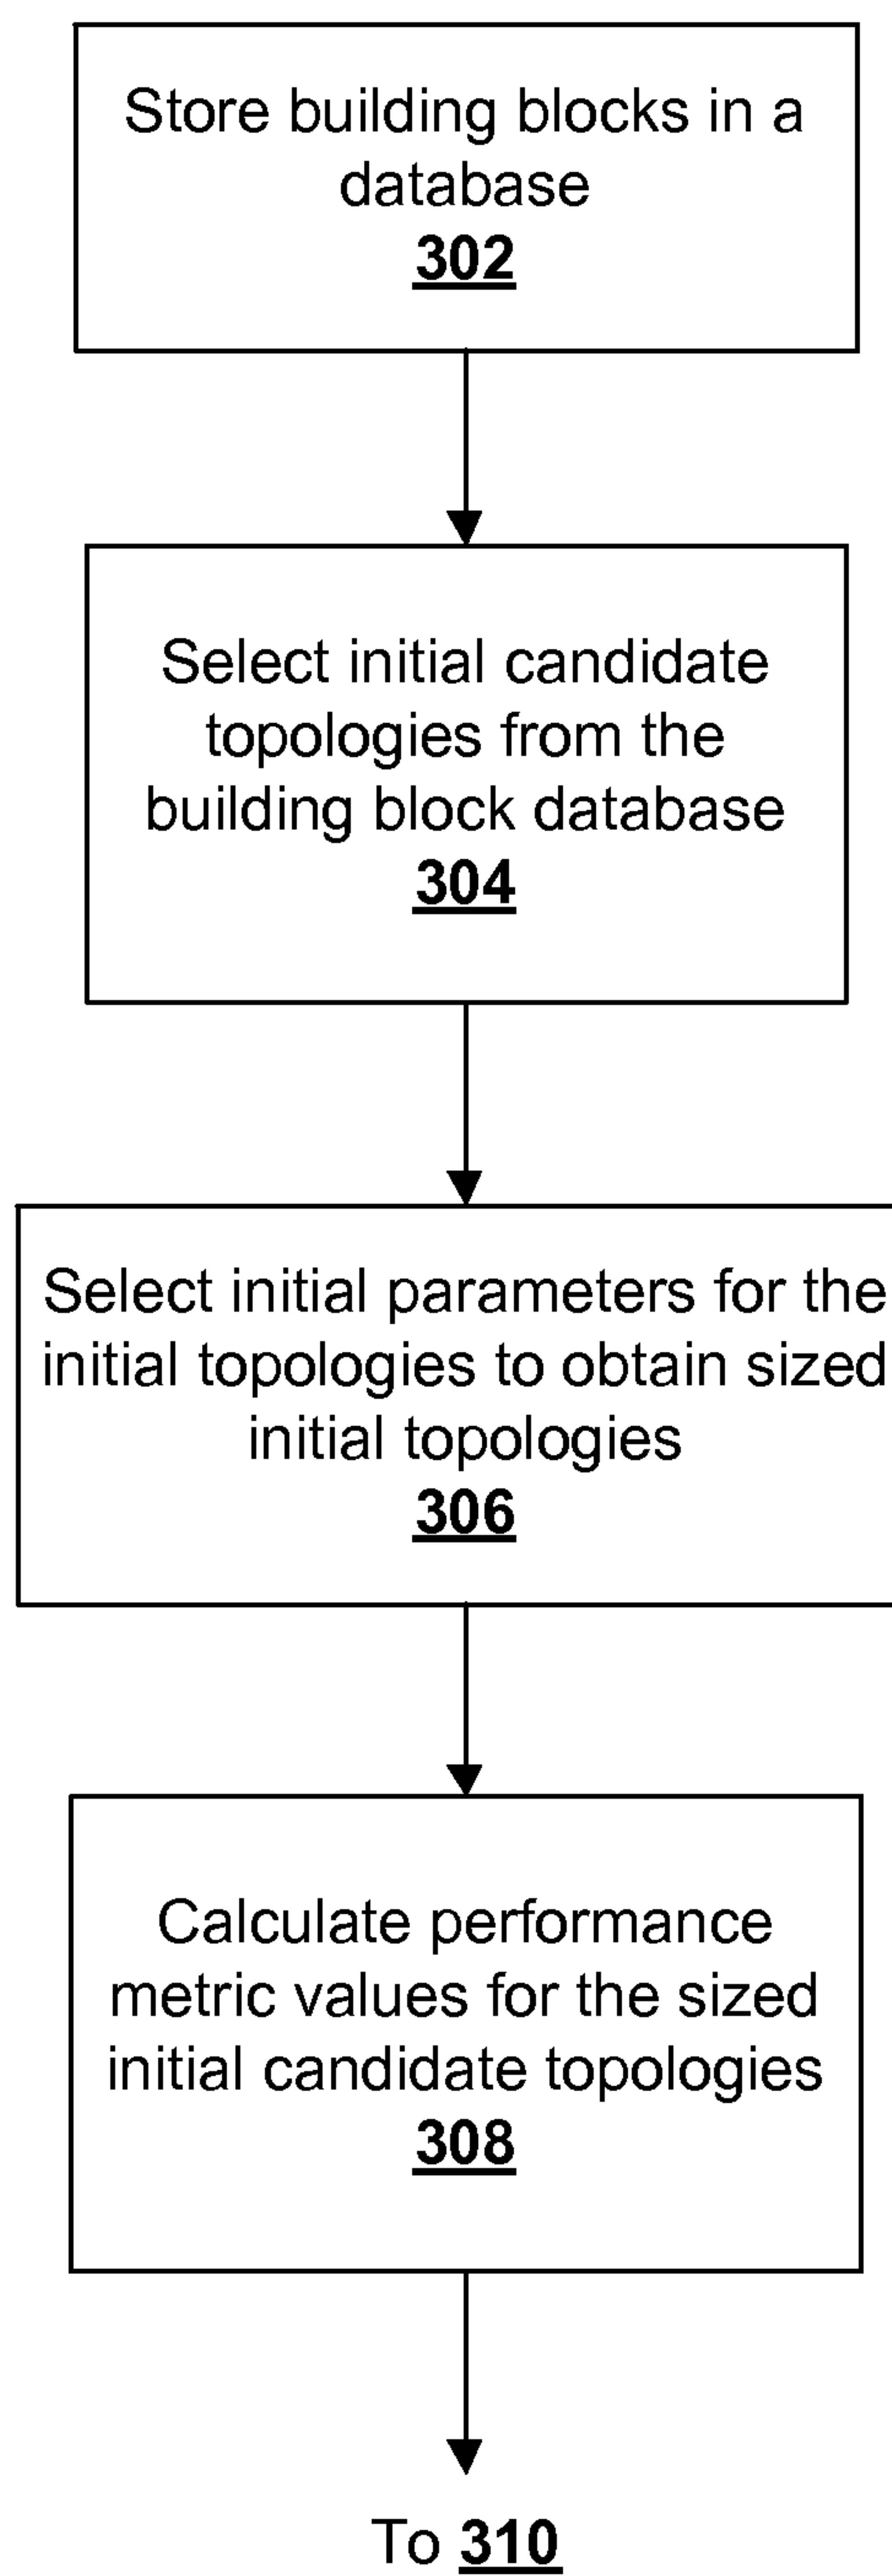 Store building blocks in a
database
302
Select initial candidate
topologies from the
building block database
304
Select initial parameters for the
initial topologies to obtain sized
initial topologies
306
Calculate performance
metric values for the sized
initial candidate topologies
308
To 310